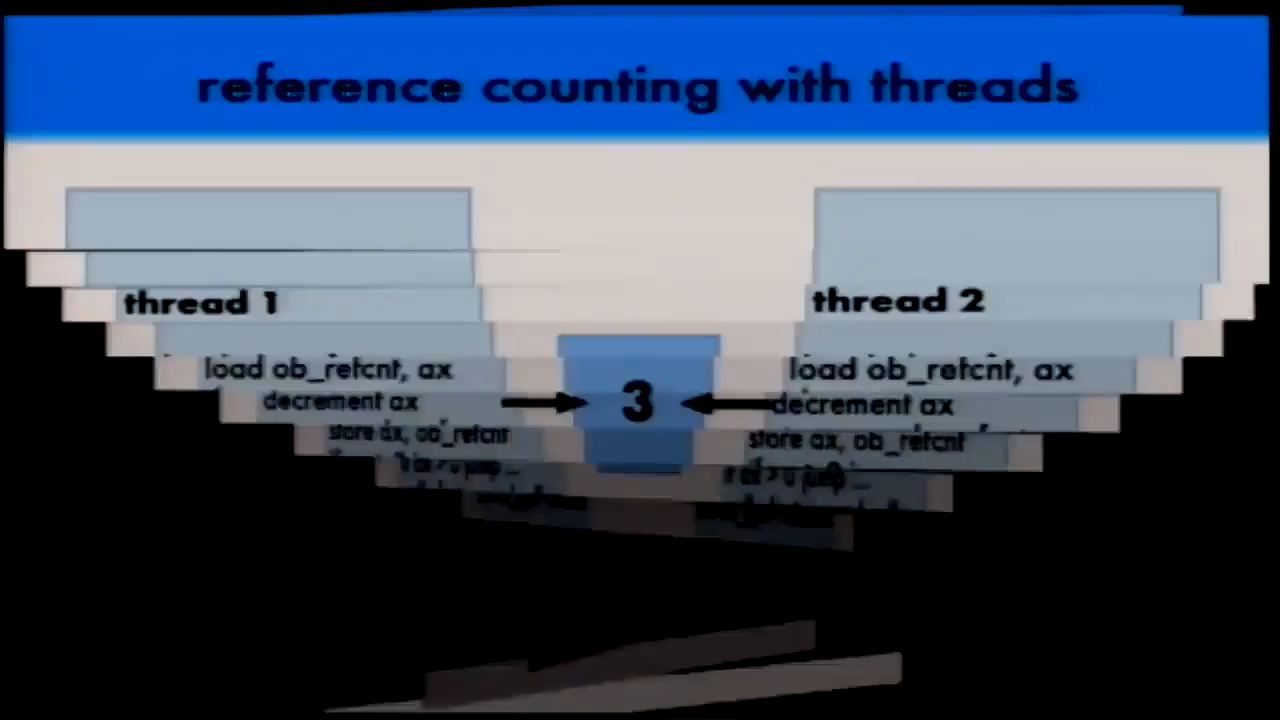 reference counting with threads
thread 1
load ob_refcnt, ax
decrement ax
store ax, ob_refcnt
3
thread 2
load ob_refcnt, ax
decrement ax
store ax, ob_refcnt